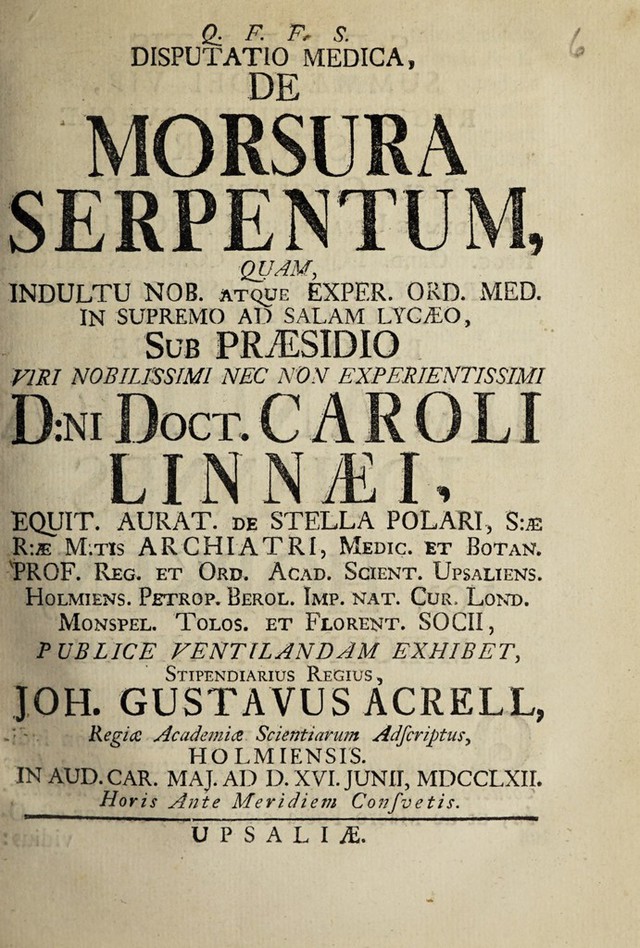 6
Q. F. F. S.
DISPUTATIO MEDICA,
DE
MORSURA
SERPENTUM,
QUAM,
INDULTU NOB. ATQUE EXPER. ORD. MED.
IN SUPREMO AD SALAM LYCÆO,
SUB PRÆSIDIO
VIRI NOBILISSIMI NEC NON EXPERIENTISSIMI
D:NI DOCT. CAROLI
LINNÆI,
EQUIT. AURAT. DE STELLA POLARI, S:Æ
R:Æ M:TIS ARCHIATRI, MEDIC. ET BOTAN.
PROF. REG. ET ORD. ACAD. SCIENT. UPSALIENS.
HOLMIENS. PETROP. BEROL. IMP. NAT. CUR. LOND.
MONSPEL. TOLOS. ET FLORENT. SOCII,
PUBLICE VENTILANDAM EXHIBET,
STIPENDIARIUS REGIUS,
JOH. GUSTAVUS ACRELL,
Regiæ Academiæ Scientiarum Adſcriptus,
HOLMIENSIS.
IN AUD. CAR. MAJ. AD D. XVI. JUNII, MDCCLXII.
Horis Ante Meridiem Conſvetis.
UPSALIÆ.